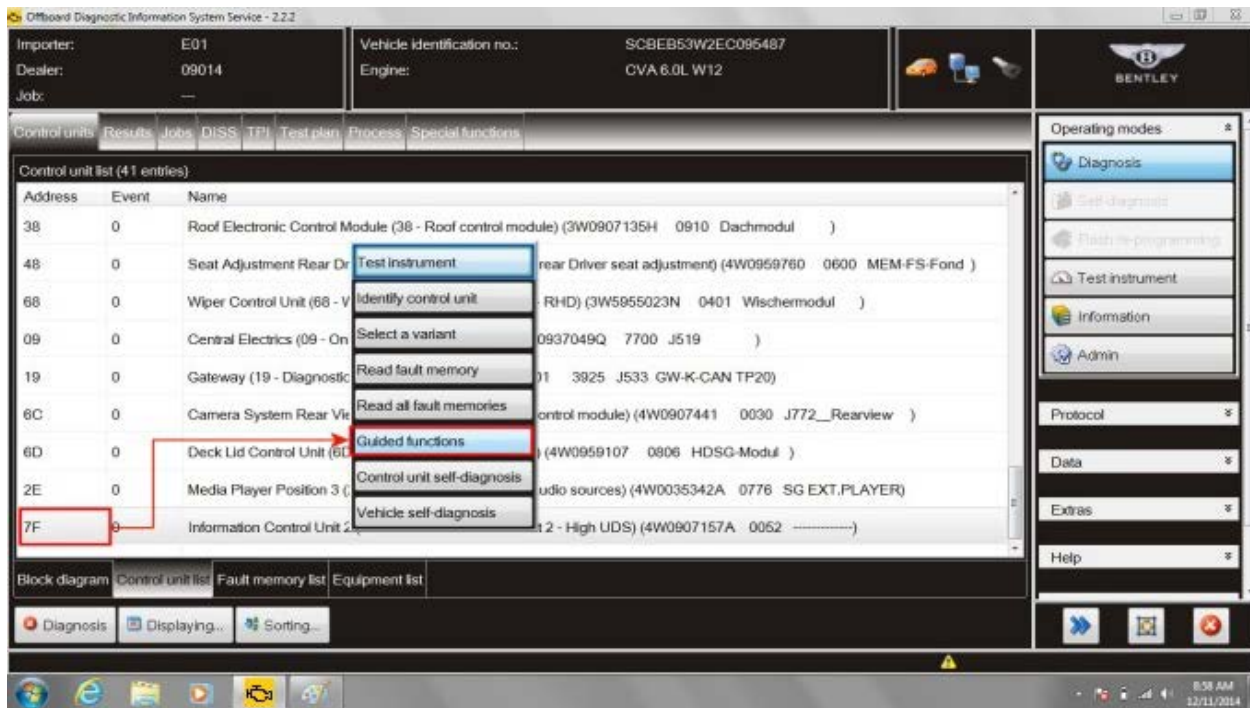 Offboard Diagnostic Information System Service - 2.2.2
Importer: E01
Dealer: 09014
Job: ---
Vehicle identification no.: SCBEB53W2EC095487
Engine: CVA 6.0L W12
B
BENTLEY
Control units Results Jobs DISS TPI Test plan Process Special functions
Control unit list (41 entries)
Address Event Name
38 0 Roof Electronic Control Module (38 - Roof control module) (3W0907135H 0910 Dachmodul )
48 0 Seat Adjustment Rear Dr rear Driver seat adjustment) (4W0959760 0600 MEM-FS-Fond )
68 0 Wiper Control Unit (68 - RHD) (3W5955023N 0401 Wischermodul )
09 0 Central Electrics (09 - On 0937049Q 7700 J519 )
19 0 Gateway (19 - Diagnostic 3925 J533 GW-K-CAN TP20)
6C 0 Camera System Rear Vie ontrol module) (4W0907441 0030 J772__Rearview )
6D 0 Deck Lid Control Unit (6D ) (4W0959107 0806 HDSG-Modul )
2E 0 Media Player Position 3 ( udio sources) (4W0035342A 0776 SG EXT.PLAYER)
7F 0 Information Control Unit 2 t 2 - High UDS) (4W0907157A 0052 -------------)
Test instrument
Identify control unit
Select a variant
Read fault memory
Read all fault memories
Guided functions
Control unit self-diagnosis
Vehicle self-diagnosis
Block diagram Control unit list Fault memory list Equipment list
Diagnosis Displaying... Sorting...
Operating modes
Diagnosis
Self-diagnosis
Flash re-programming
Test instrument
Information
Admin
Protocol
Data
Extras
Help
8:58 AM
12/11/2014